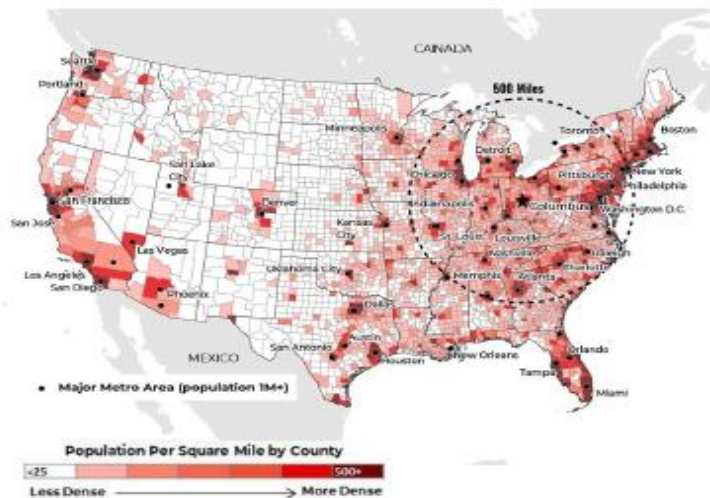 CAINADA
500 Miles
Seattle
Portland
Minneapolis
Toronto
Boston
Detroit
Chicago
Pittsburgh
New York
Philadelphia
San Lake
City
Indianapolis
Columbus
Washington D.C.
San Francisco
Denver
Kansas
City
St. Louis
Louisville
San José
Las Vegas
Nashville
Raleigh
Charlotte
Los Angeles
San Diego
Oklahoma City
Memphis
Atlanta
Phoenix
Dallas
Austin
San Antonio
Houston
New Orleans
Orlando
Tampa
Miami
MEXICO
• Major Metro Area (population 1M+)
Population Per Square Mile by County
<25
500+
Less Dense
More Dense